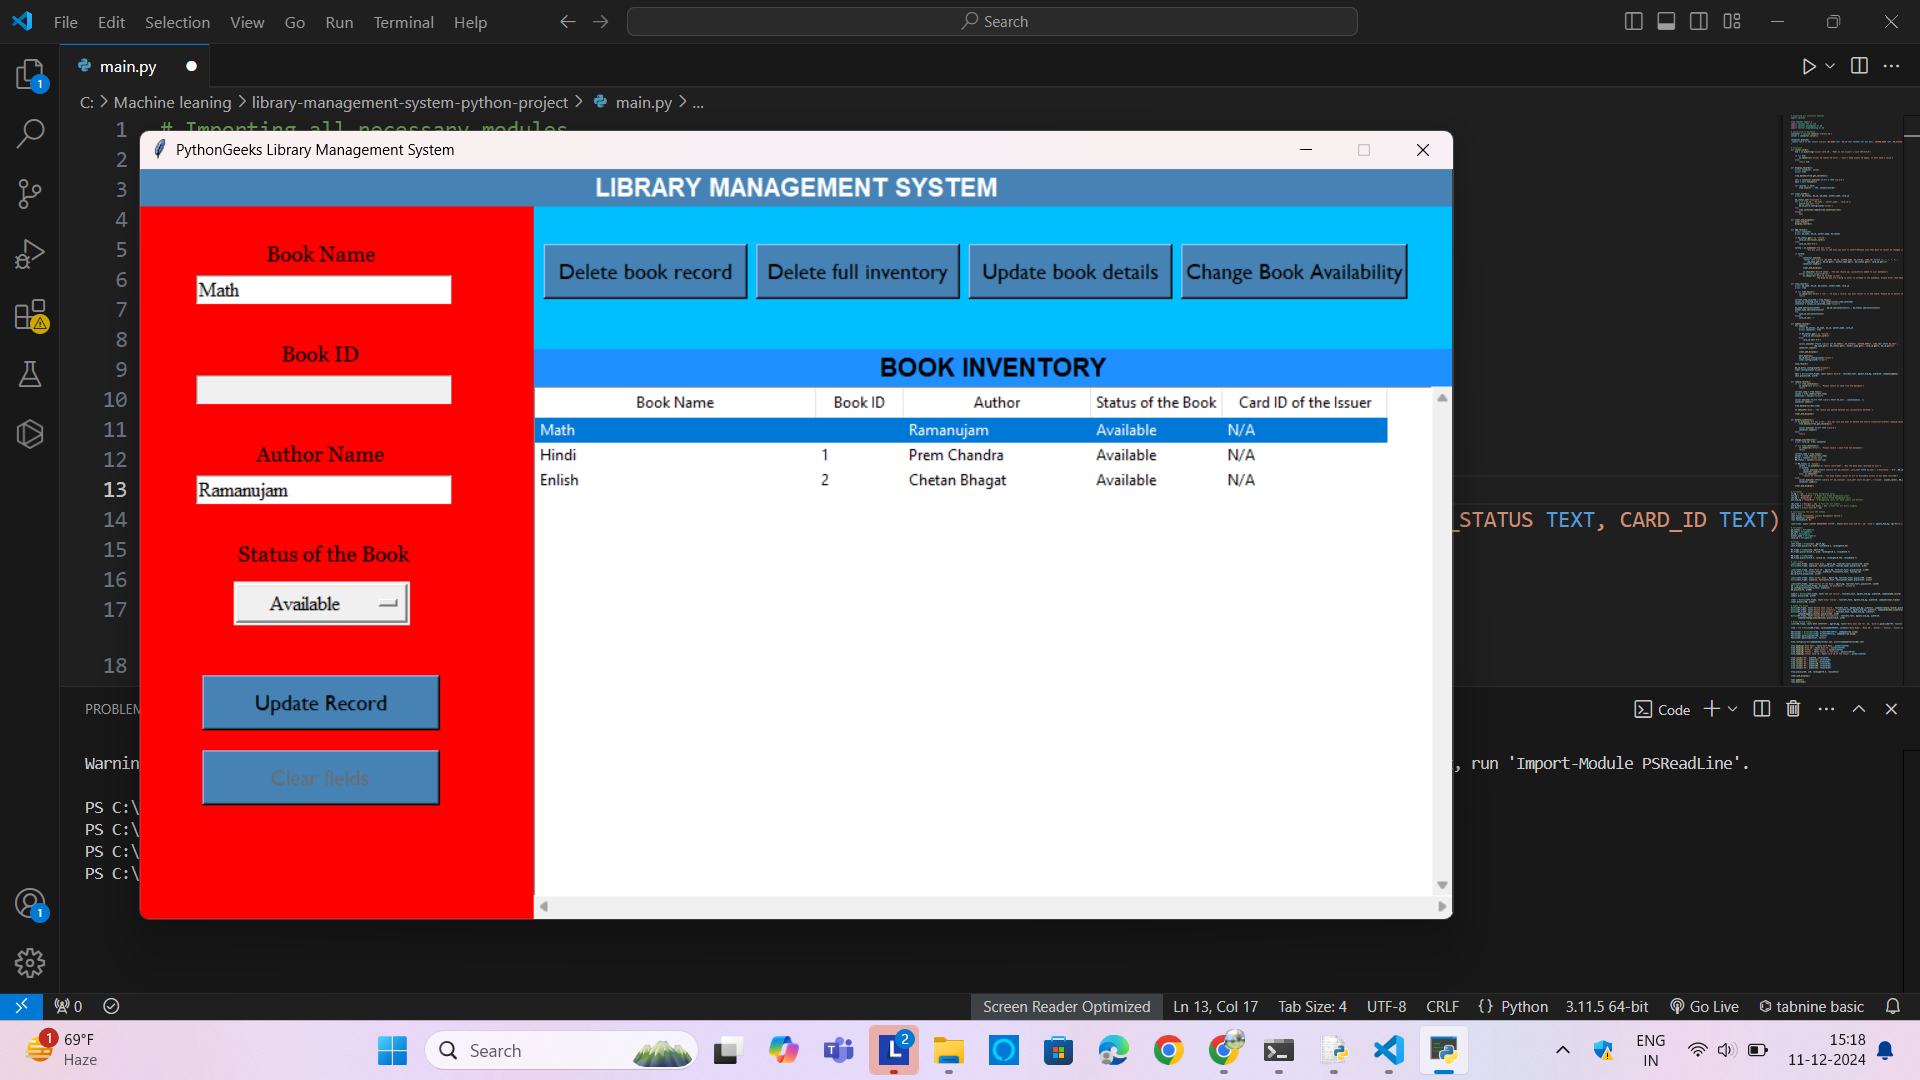 File Edit Selection View Go Run Terminal Help
Search
main.py
1
C: > Machine leaning > library-management-system-python-project > main.py > ...
1 # Importing all necessary modules
2
3
4
5
6
7
8
9
10
11
12
13
14 _STATUS TEXT, CARD_ID TEXT)
15
16
17
18
PythonGeeks Library Management System
LIBRARY MANAGEMENT SYSTEM
Book Name
Math
Book ID
Author Name
Ramanujam
Status of the Book
Available
Update Record
Clear fields
Delete book record Delete full inventory Update book details Change Book Availability
BOOK INVENTORY
Book Name Book ID Author Status of the Book Card ID of the Issuer
Math Ramanujam Available N/A
Hindi 1 Prem Chandra Available N/A
Enlish 2 Chetan Bhagat Available N/A
PROBLEM
Code
Warnin
, run 'Import-Module PSReadLine'.
PS C:\
PS C:\
PS C:\
PS C:\
1
0
Screen Reader Optimized Ln 13, Col 17 Tab Size: 4 UTF-8 CRLF {} Python 3.11.5 64-bit Go Live tabnine basic
1
69°F
Haze
Search
L
2
ENG
IN
15:18
11-12-2024